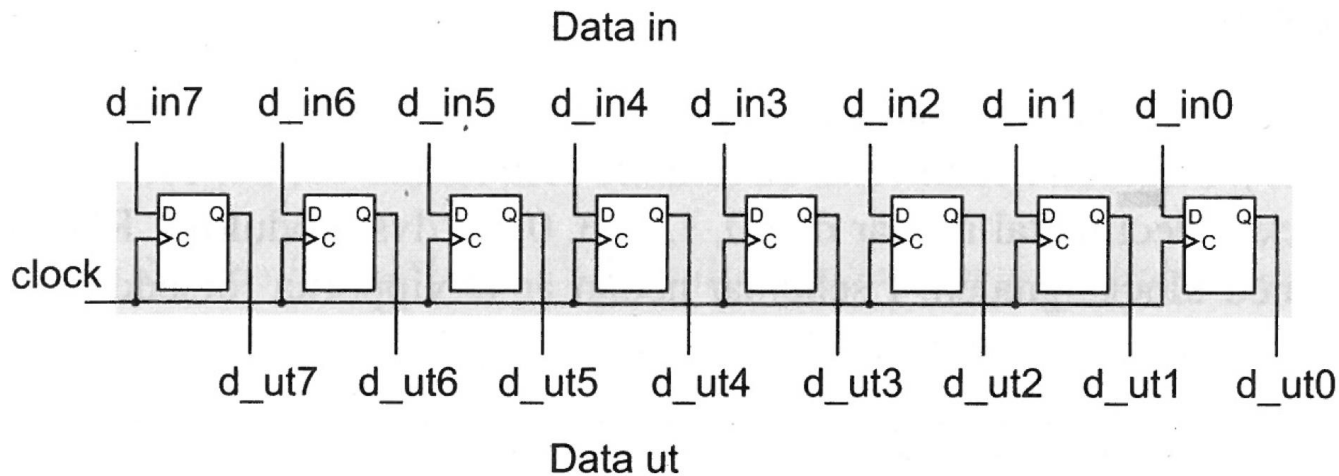 Data in
d_in7 d_in6 d_in5 d_in4 d_in3 d_in2 d_in1 d_in0
D Q D Q D Q D Q D Q D Q D Q D Q
C C C C C C C C
clock
d_ut7 d_ut6 d_ut5 d_ut4 d_ut3 d_ut2 d_ut1 d_ut0
Data ut